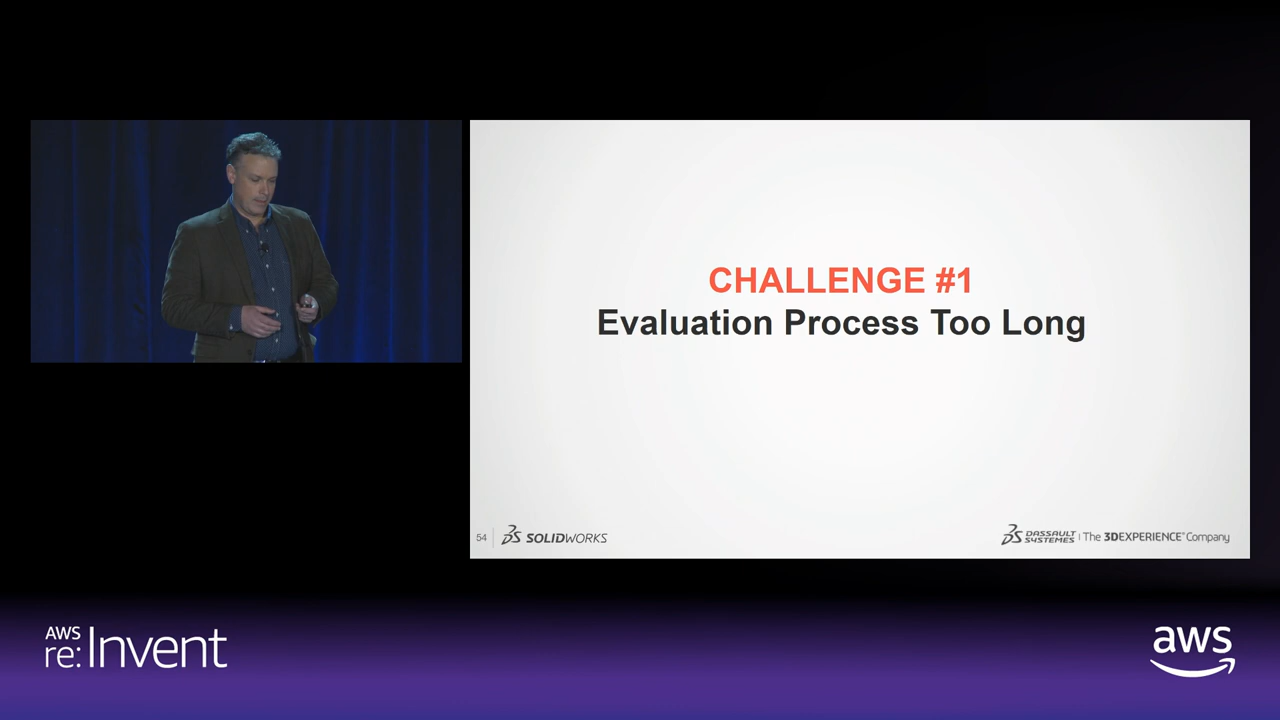 CHALLENGE #1
Evaluation Process Too Long
54
SOLIDWORKS
DASSAULT SYSTEMES | The 3DEXPERIENCE Company
AWS
re:Invent
aws